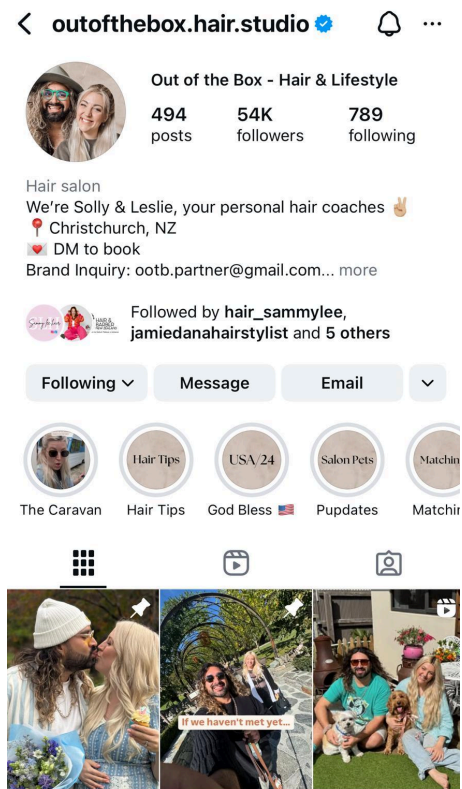 outofthebox.hair.studio
Out of the Box - Hair & Lifestyle
494 54K 789
posts followers following
Hair salon
We’re Solly & Leslie, your personal hair coaches ✌🏼
📍 Christchurch, NZ
💌 DM to book
Brand Inquiry: ootb.partner@gmail.com... more
Followed by hair_sammylee,
jamiedanahairstylist and 5 others
Following Message Email
Hair Tips USA/24 Salon Pets Matchin
The Caravan Hair Tips God Bless 🇺🇸 Pupdates Matchin
If we haven't met yet...